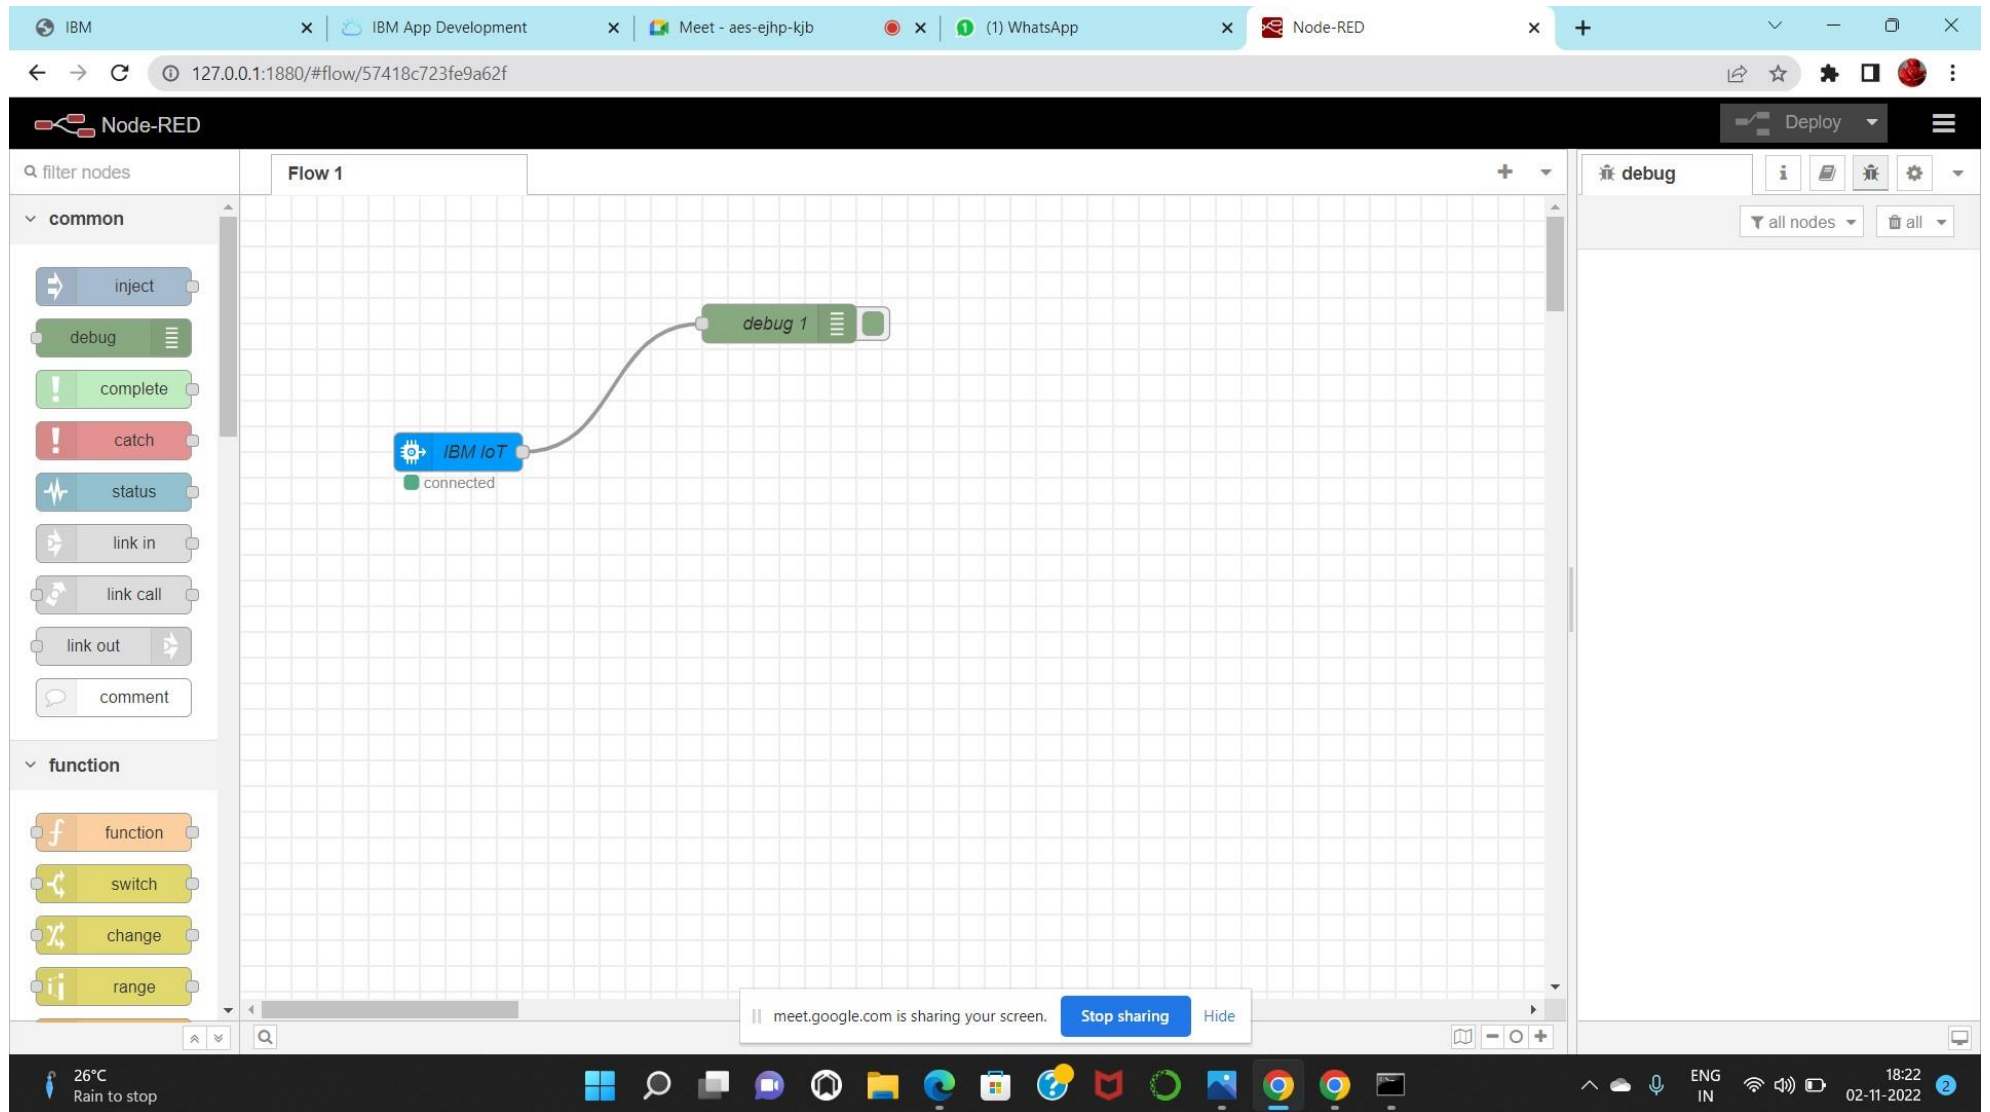 IBM
IBM App Development
Meet - aes-ejhp-kjb
(1) WhatsApp
Node-RED
127.0.0.1:1880/#flow/57418c723fe9a62f
Node-RED
Deploy
filter nodes
Flow 1
debug
all nodes
all
common
inject
debug
complete
catch
status
link in
link call
link out
comment
function
function
switch
change
range
debug 1
IBM IoT
connected
meet.google.com is sharing your screen.
Stop sharing
Hide
26°C
Rain to stop
ENG
IN
18:22
02-11-2022
2